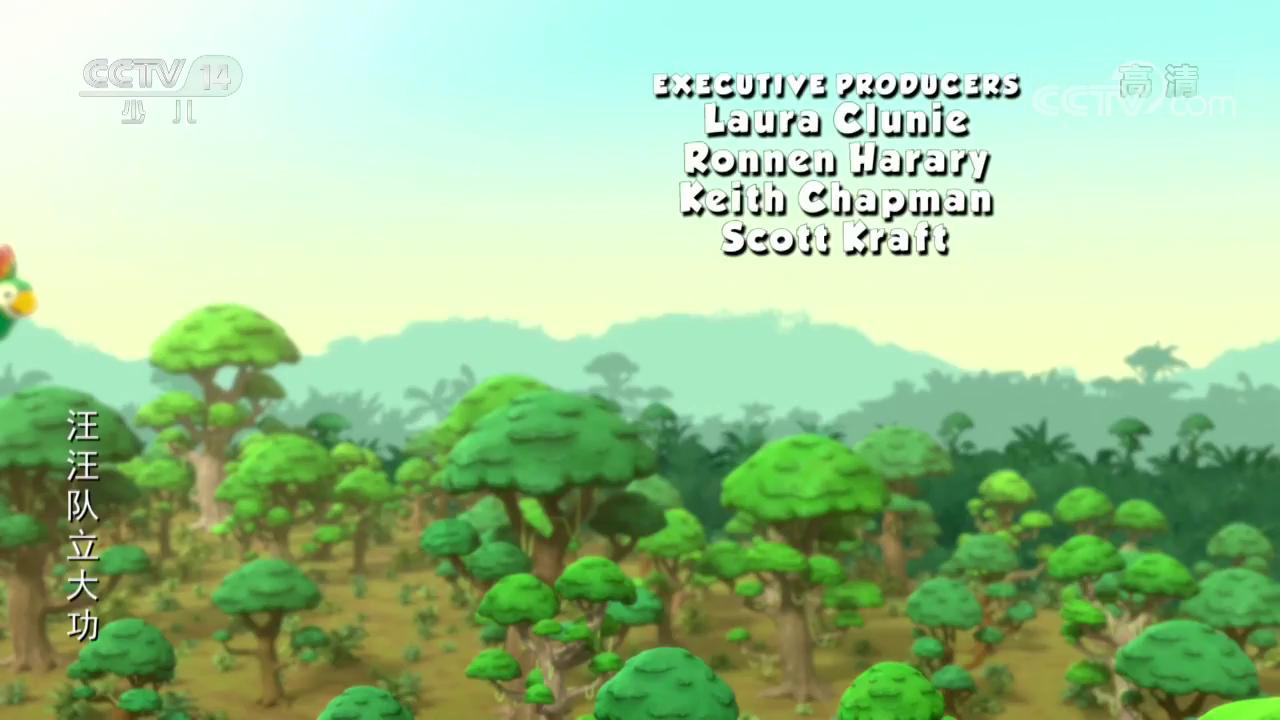 CCTV 14
少儿
高清
CCTV.com
EXECUTIVE PRODUCERS
Laura Clunie
Ronnen Harary
Keith Chapman
Scott Kraft
汪汪队立大功